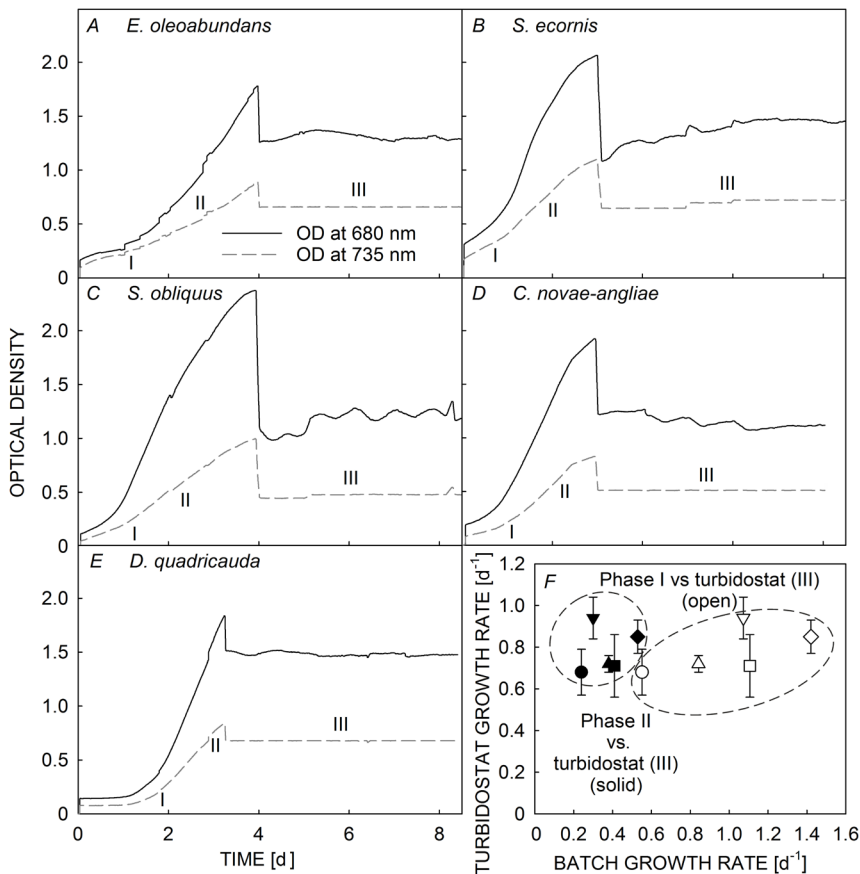 A E. oleoabundans
2.0
1.5
1.0
0.5
0
I
II
III
OD at 680 nm
OD at 735 nm
B S. ecornis
I
II
III
C S. obliquus
2.0
1.5
1.0
0.5
0
I
II
III
D C. novae-angliae
I
II
III
E D. quadricauda
2.0
1.5
1.0
0.5
0
I
II
III
0 2 4 6 8
TIME [d]
OPTICAL DENSITY
F Phase I vs turbidostat (III)
(open)
Phase II
vs.
turbidostat (III)
(solid)
1.2
1.0
0.8
0.6
0.4
0.2
0
TURBIDOSTAT GROWTH RATE [d-1]
0 0.2 0.4 0.6 0.8 1.0 1.2 1.4 1.6
BATCH GROWTH RATE [d-1]